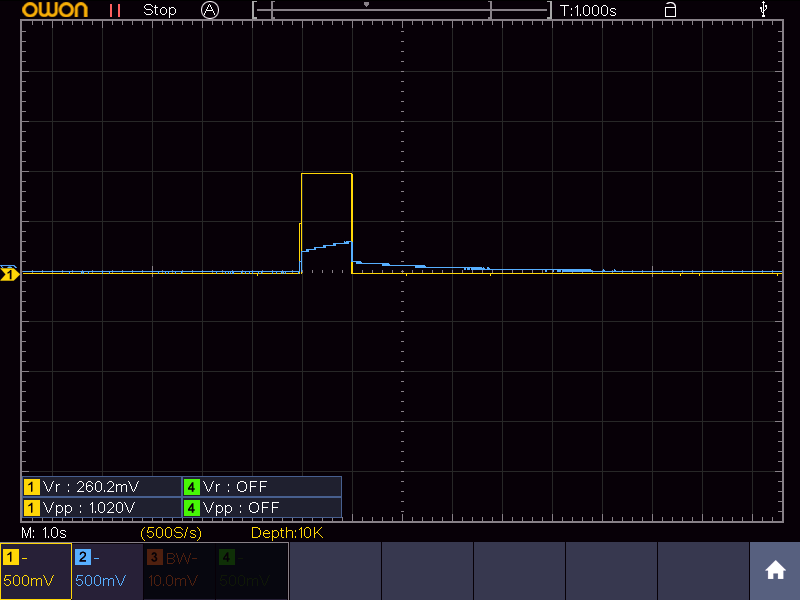 OWON Stop A T:1.000s
1
1 Vr : 260.2mV 4 Vr : OFF
1 Vpp : 1.020V 4 Vpp : OFF
M: 1.0s (500S/s) Depth:10K
1 - 2 - 3 BW- 4 -
500mV 500mV 10.0mV 500mV